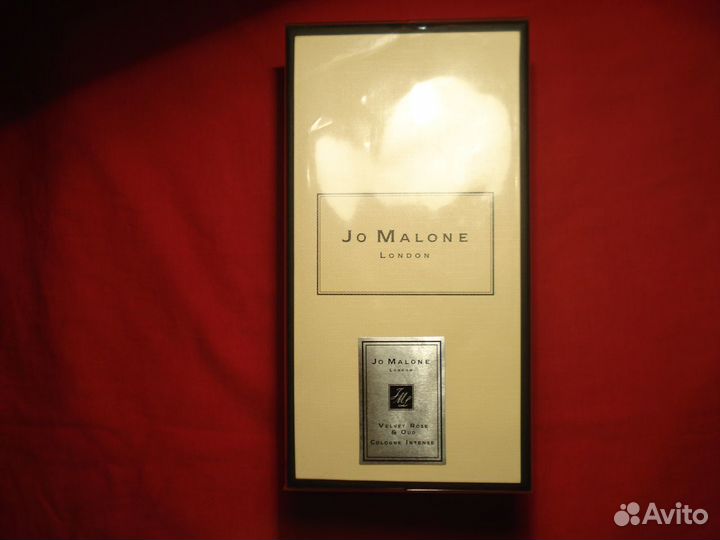 JO MALONE
LONDON
JO MALONE
LONDON
VELVET ROSE
& OUD
COLOGNE INTENSE
Avito